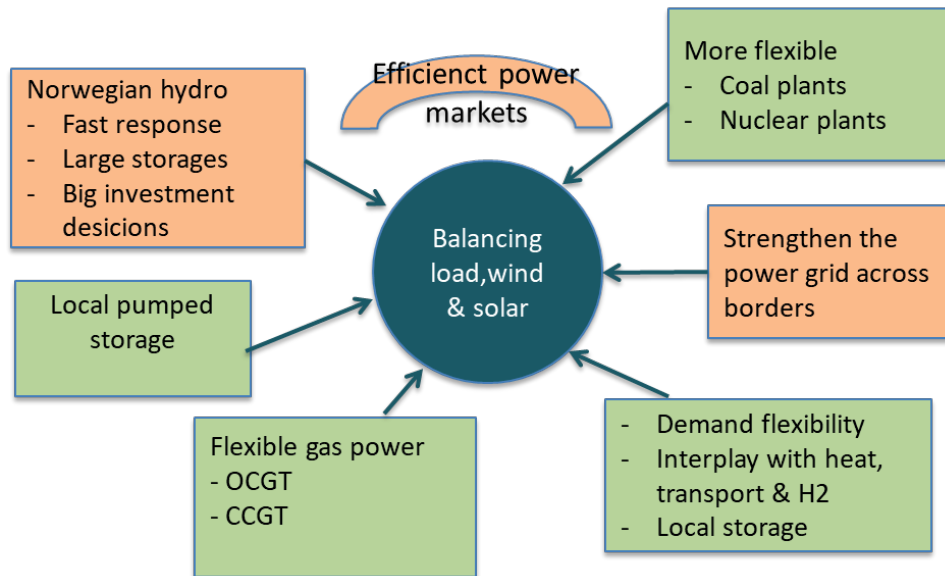 Efficienct power
markets
Norwegian hydro
- Fast response
- Large storages
- Big investment
desicions
More flexible
- Coal plants
- Nuclear plants
Balancing
load,wind
& solar
Strengthen the
power grid across
borders
Local pumped
storage
Flexible gas power
- OCGT
- CCGT
- Demand flexibility
- Interplay with heat,
transport & H2
- Local storage